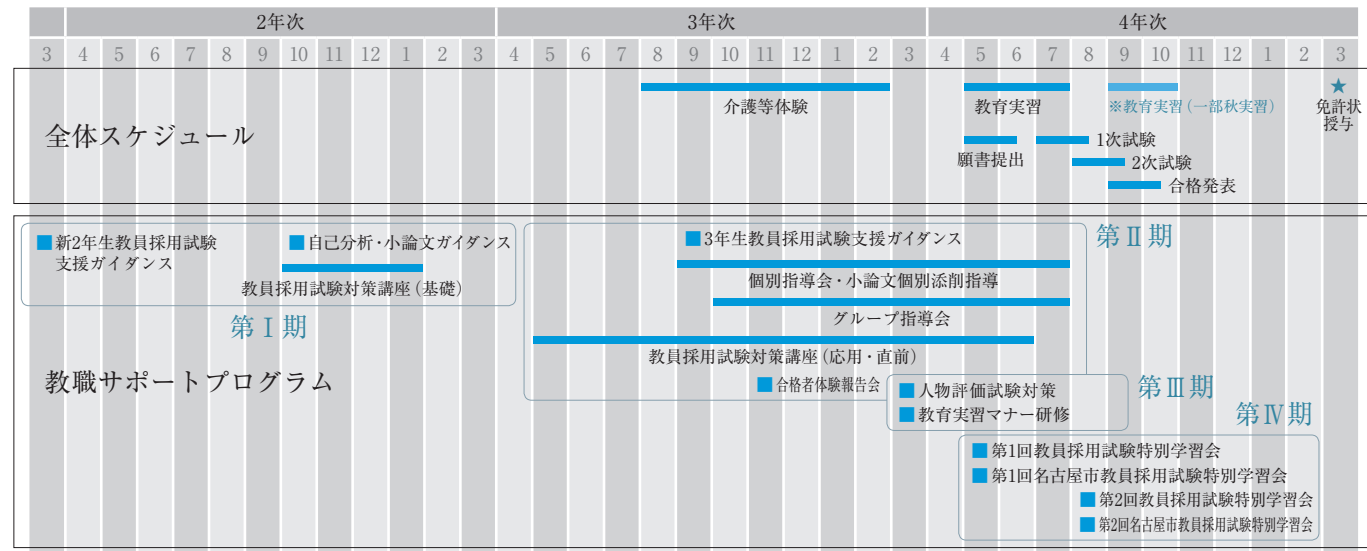 2年次 3年次 4年次
3 4 5 6 7 8 9 10 11 12 1 2 3 4 5 6 7 8 9 10 11 12 1 2 3 4 5 6 7 8 9 10 11 12 1 2 3
全体スケジュール
介護等体験
教育実習
※教育実習(一部秋実習)
★
免許状
授与
願書提出
1次試験
2次試験
合格発表
教職サポートプログラム
■新2年生教員採用試験
支援ガイダンス
■自己分析・小論文ガイダンス
教員採用試験対策講座(基礎)
第Ⅰ期
■3年生教員採用試験支援ガイダンス
第Ⅱ期
個別指導会・小論文個別添削指導
グループ指導会
教員採用試験対策講座(応用・直前)
■合格者体験報告会
■人物評価試験対策
■教育実習マナー研修
第Ⅲ期
第Ⅳ期
■第1回教員採用試験特別学習会
■第1回名古屋市教員採用試験特別学習会
■第2回教員採用試験特別学習会
■第2回名古屋市教員採用試験特別学習会